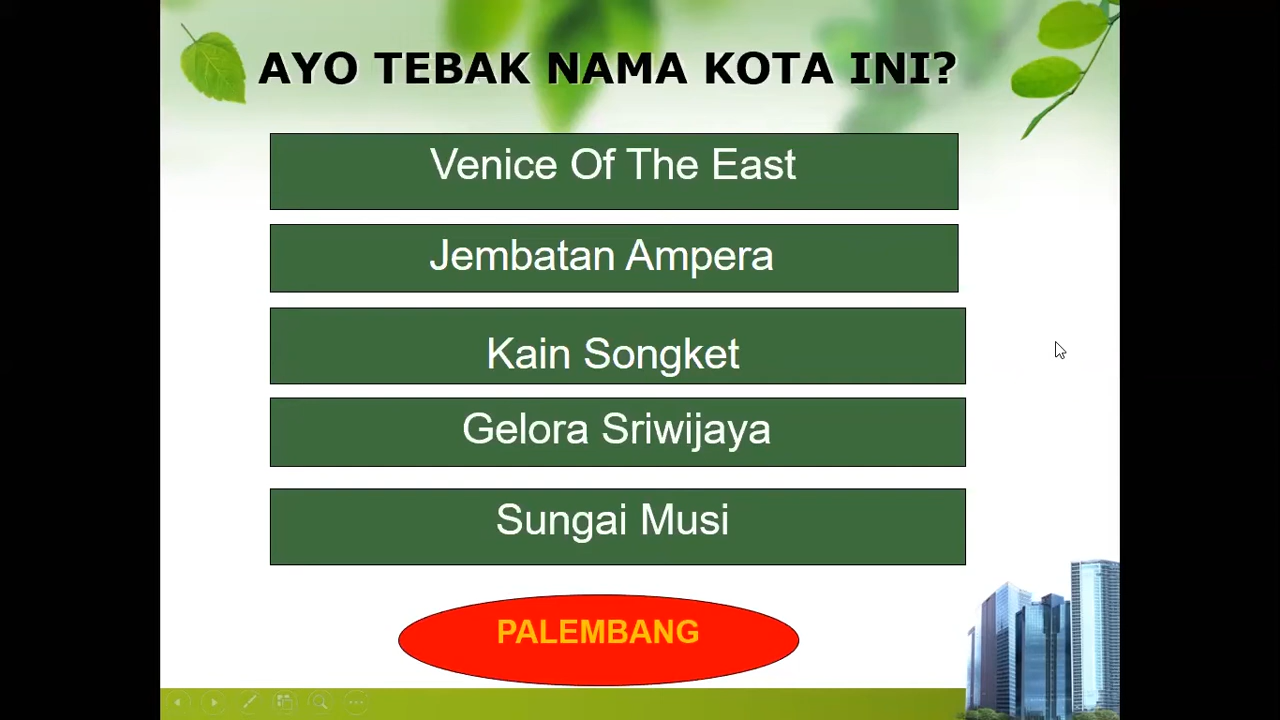 AYO TEBAK NAMA KOTA INI?
Venice Of The East
Jembatan Ampera
Kain Songket
Gelora Sriwijaya
Sungai Musi
PALEMBANG